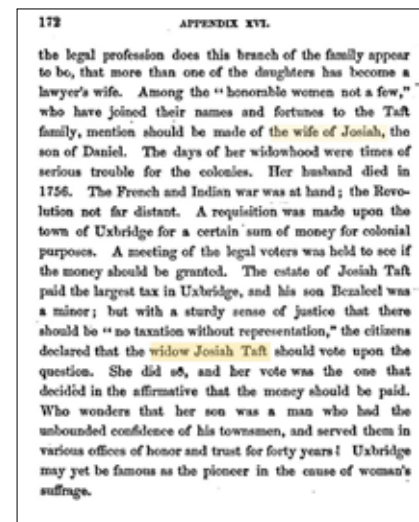 172 APPENDIX XVI.
the legal profession does this branch of the family appear
to be, that more than one of the daughters has become a
lawyer's wife. Among the "honorable women not a few,"
who have joined their names and fortunes to the Taft
family, mention should be made of the wife of Josiah, the
son of Daniel. The days of her widowhood were times of
serious trouble for the colonies. Her husband died in
1756. The French and Indian war was at hand; the Revo-
lution not far distant. A requisition was made upon the
town of Uxbridge for a certain sum of money for colonial
purposes. A meeting of the legal voters was held to see if
the money should be granted. The estate of Josiah Taft
paid the largest tax in Uxbridge, and his son Bezaleel was
a minor; but with a sturdy sense of justice that there
should be "no taxation without representation," the citizens
declared that the widow Josiah Taft should vote upon the
question. She did so, and her vote was the one that
decided in the affirmative that the money should be paid.
Who wonders that her son was a man who had the
unbounded confidence of his townsmen, and served them in
various offices of honor and trust for forty years! Uxbridge
may yet be famous as the pioneer in the cause of woman's
suffrage.